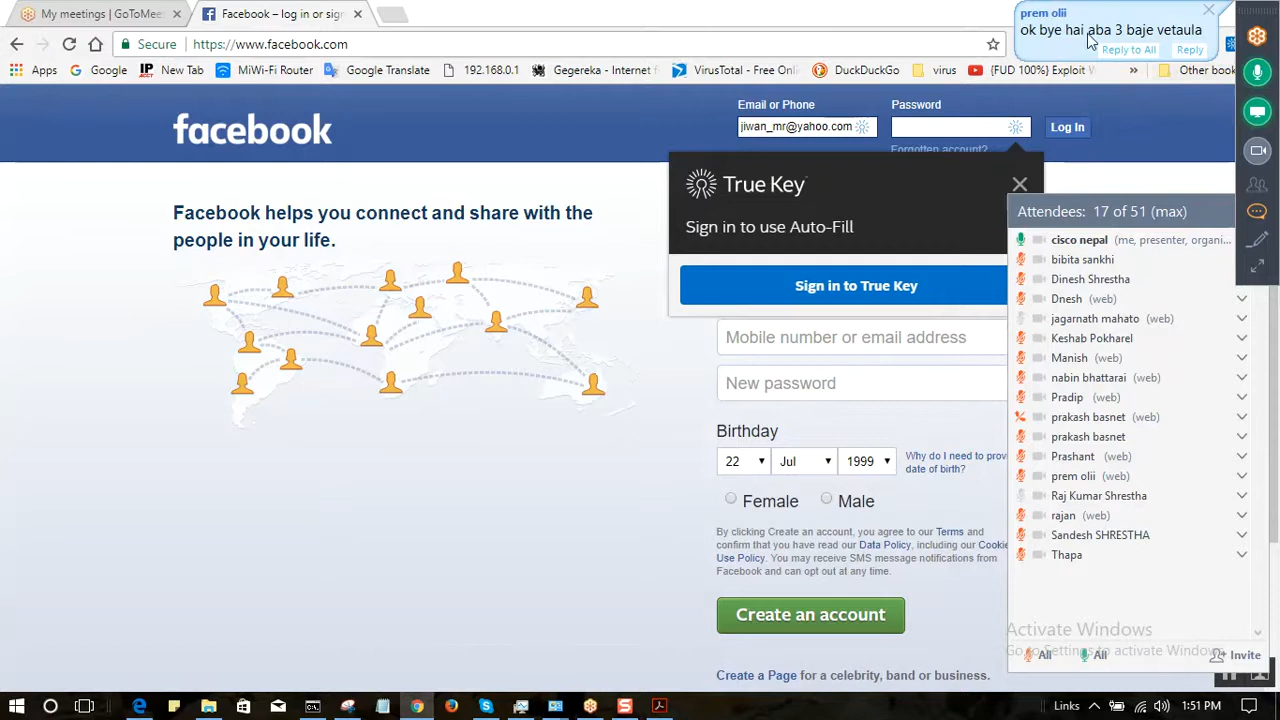 My meetings | GoToMeet
Facebook – log in or sign
prem olii
ok bye hai aba 3 baje vetaula
Reply to All
Reply
Secure
https://www.facebook.com
Apps
Google
IP
ACCT
New Tab
MiWi-Fi Router
Google Translate
192.168.0.1
Gegereka - Internet f
VirusTotal - Free Onli
DuckDuckGo
virus
(FUD 100%) Exploit W
»
Other book
facebook
Email or Phone
Password
jiwan_mr@yahoo.com
Log In
Forgotten account?
Facebook helps you connect and share with the
people in your life.
True Key
Sign in to use Auto-Fill
Sign in to True Key
Mobile number or email address
New password
Birthday
22
Jul
1999
Why do I need to prov
date of birth?
Female
Male
By clicking Create an account, you agree to our Terms and
confirm that you have read our Data Policy, including our Cookie
Use Policy. You may receive SMS message notifications from
Facebook and can opt out at any time.
Create an account
Create a Page for a celebrity, band or business.
Attendees: 17 of 51 (max)
cisco nepal (me, presenter, organi...
bibita sankhi
Dinesh Shrestha
Dnesh (web)
jagarnath mahato (web)
Keshab Pokharel
Manish (web)
nabin bhattarai (web)
Pradip (web)
prakash basnet (web)
prakash basnet
Prashant (web)
prem olii (web)
Raj Kumar Shrestha
rajan (web)
Sandesh SHRESTHA
Thapa
Activate Windows
Go to Settings to activate Windows.
All
All
Invite
Links
1:51 PM